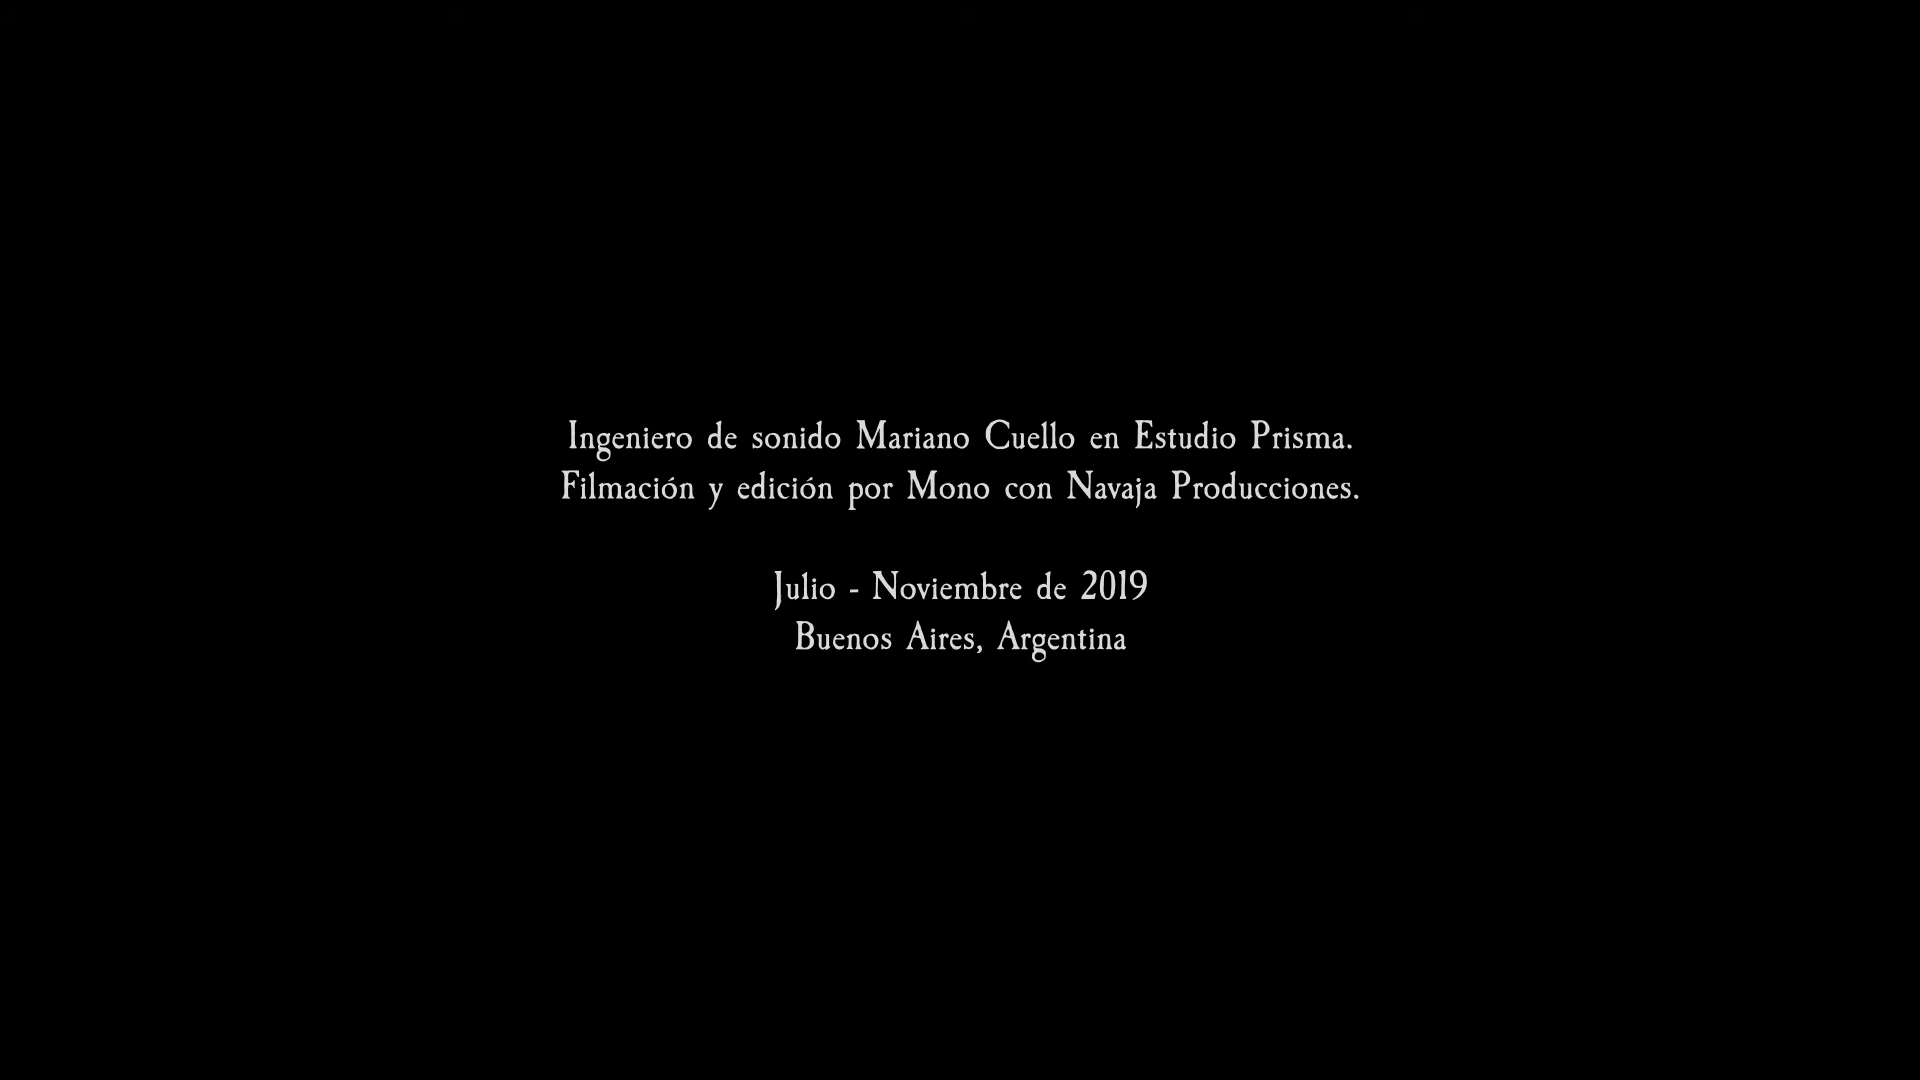 Ingeniero de sonido Mariano Cuello en Estudio Prisma.
Filmación y edición por Mono con Navaja Producciones.
Julio - Noviembre de 2019
Buenos Aires, Argentina